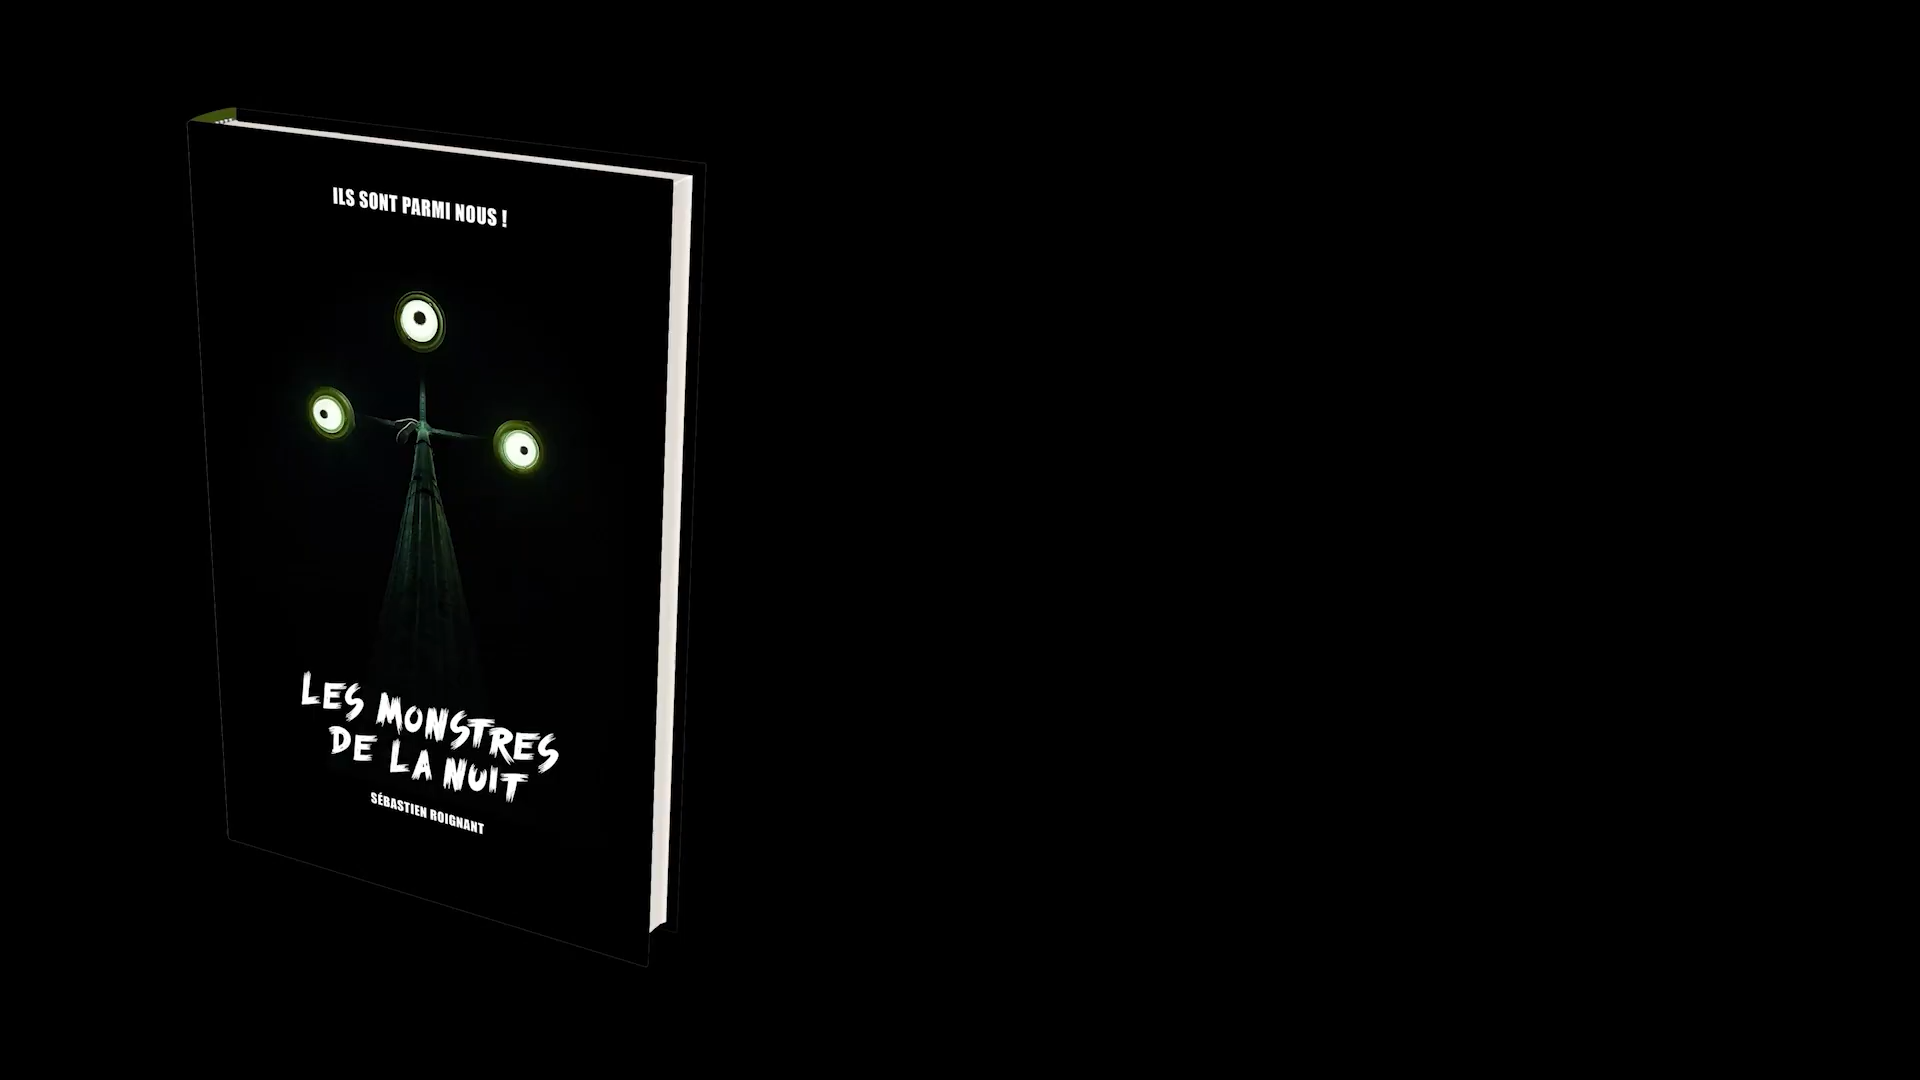 ILS SONT PARMI NOUS !
LES MONSTRES
DE LA NUIT
SÉBASTIEN ROIGNANT